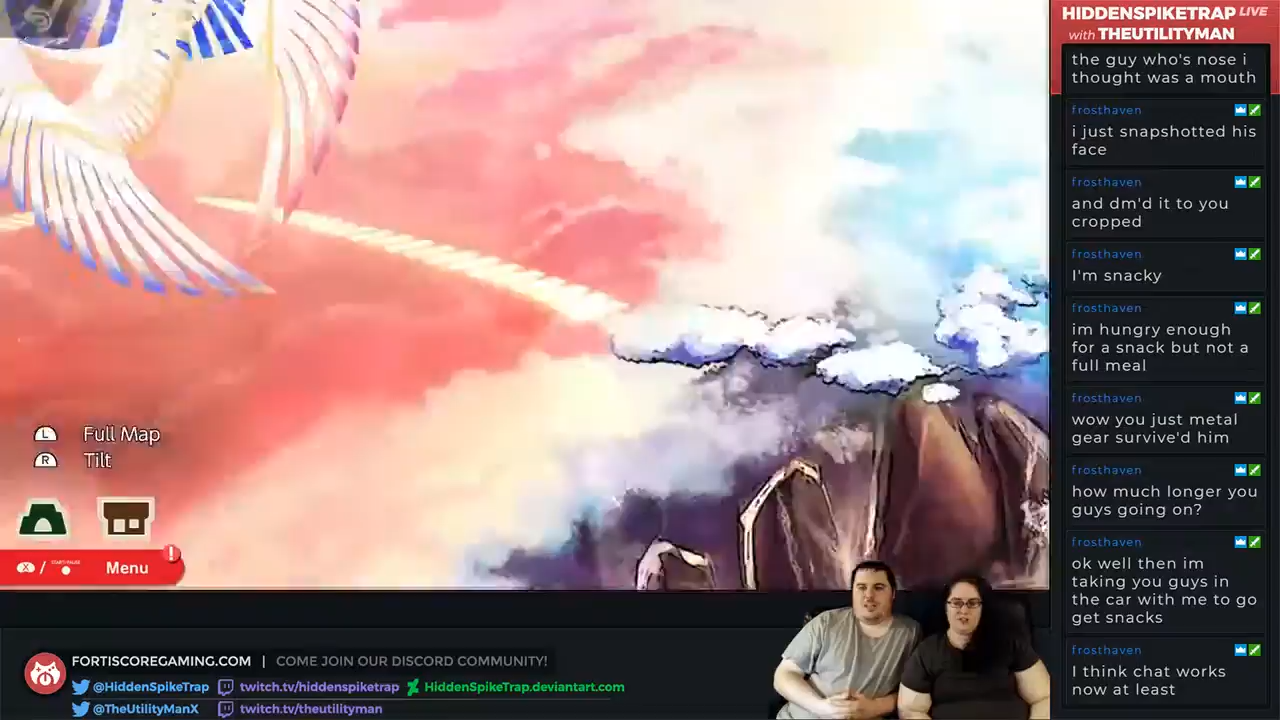 HIDDENSPIKETRAP LIVE
with THEUTILITYMAN
the guy who's nose i
thought was a mouth
frosthaven
i just snapshotted his
face
frosthaven
and dm'd it to you
cropped
frosthaven
I'm snacky
frosthaven
im hungry enough
for a snack but not a
full meal
frosthaven
wow you just metal
gear survive'd him
frosthaven
how much longer you
guys going on?
frosthaven
ok well then im
taking you guys in
the car with me to go
get snacks
frosthaven
I think chat works
now at least
L Full Map
R Tilt
X / START/PAUSE Menu !
FORTISCOREGAMING.COM | COME JOIN OUR DISCORD COMMUNITY!
@HiddenSpikeTrap twitch.tv/hiddenspiketrap HiddenSpikeTrap.deviantart.com
@TheUtilityManX twitch.tv/theutilityman